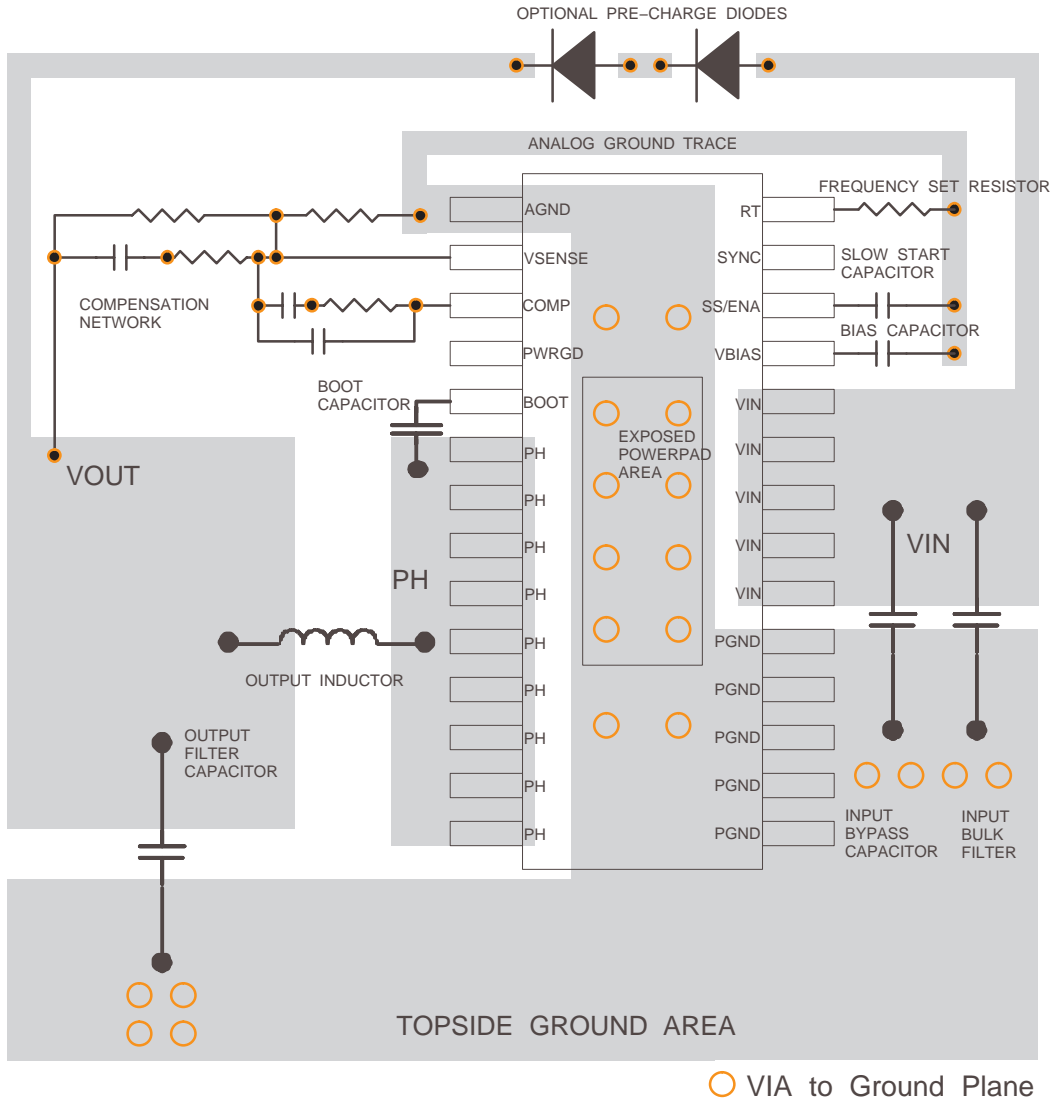 OPTIONAL PRE-CHARGE DIODES
ANALOG GROUND TRACE
FREQUENCY SET RESISTOR
AGND
RT
VSENSE
SYNC
SLOW START
CAPACITOR
COMPENSATION
NETWORK
COMP
SS/ENA
BIAS CAPACITOR
PWRGD
VBIAS
BOOT
CAPACITOR
BOOT
VIN
EXPOSED
POWERPAD
AREA
PH
VIN
VOUT
PH
VIN
PH
VIN
VIN
PH
PH
VIN
PH
PGND
OUTPUT INDUCTOR
PH
PGND
OUTPUT
FILTER
CAPACITOR
PH
PGND
PH
PGND
INPUT
BYPASS
CAPACITOR
INPUT
BULK
FILTER
PH
PGND
TOPSIDE GROUND AREA
VIA to Ground Plane